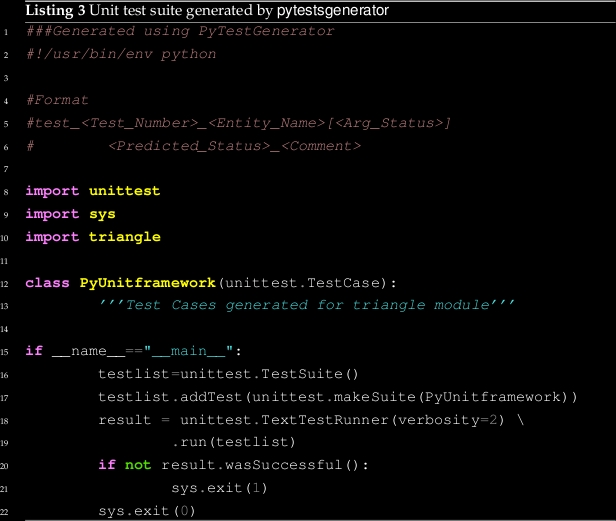 Listing 3 Unit test suite generated by pytestsgenerator
1 ###Generated using PyTestGenerator
2 #!/usr/bin/env python
3
4 #Format
5 #test_<Test_Number>_<Entity_Name>[<Arg_Status>]
6 #         <Predicted_Status>_<Comment>
7
8 import unittest
9 import sys
10 import triangle
11
12 class PyUnitframework(unittest.TestCase):
13         '''Test Cases generated for triangle module'''
14
15 if __name__=="__main__":
16         testlist=unittest.TestSuite()
17         testlist.addTest(unittest.makeSuite(PyUnitframework))
18         result = unittest.TextTestRunner(verbosity=2) \
19                 .run(testlist)
20         if not result.wasSuccessful():
21                 sys.exit(1)
22         sys.exit(0)